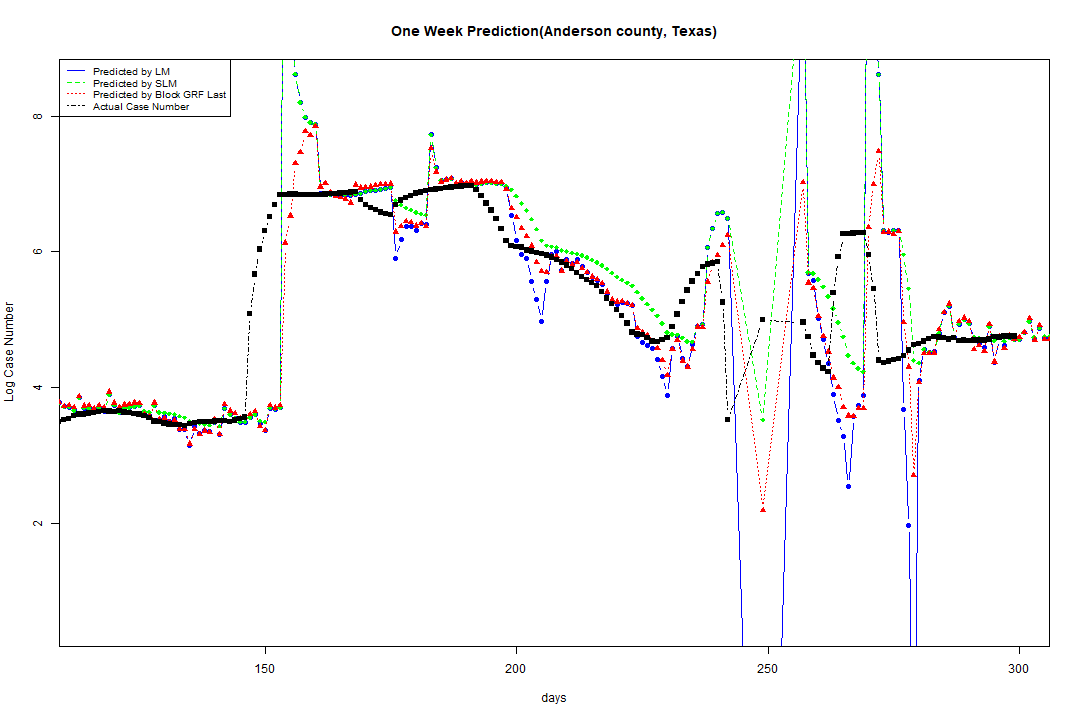 One Week Prediction(Anderson county, Texas)
Predicted by LM
Predicted by SLM
Predicted by Block GRF Last
Actual Case Number
8
6
4
2
Log Case Number
150 200 250 300
days